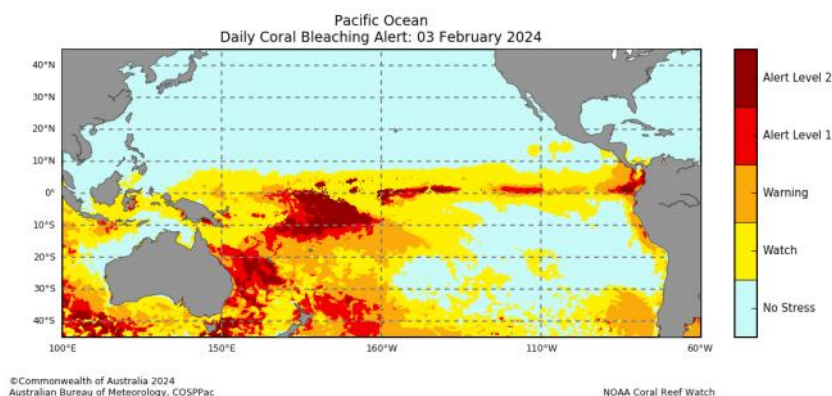 Pacific Ocean
Daily Coral Bleaching Alert: 03 February 2024
40°N
30°N
20°N
10°N
0°
10°S
20°S
30°S
40°S
100°E
150°E
160°W
110°W
60°W
Alert Level 2
Alert Level 1
Warning
Watch
No Stress
©Commonwealth of Australia 2024
Australian Bureau of Meteorology, COSPPac
NOAA Coral Reef Watch